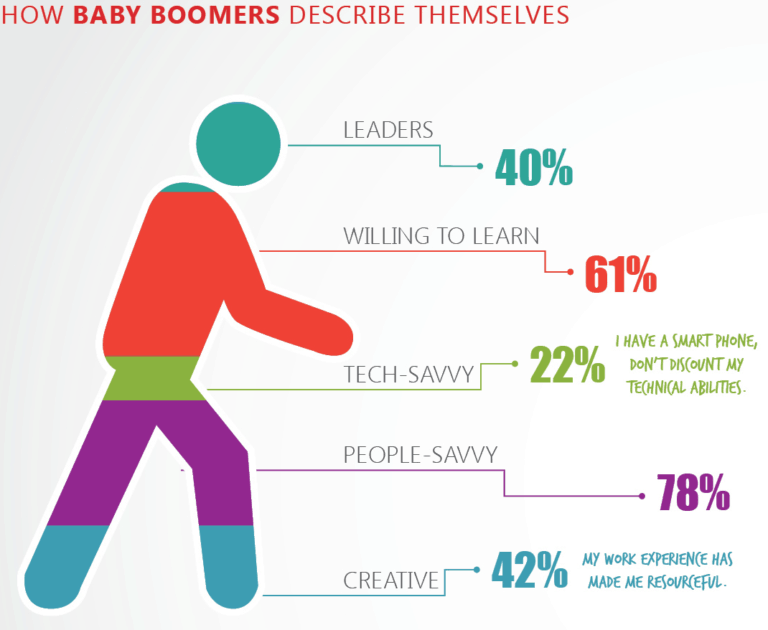 HOW BABY BOOMERS DESCRIBE THEMSELVES
LEADERS
40%
WILLING TO LEARN
61%
TECH-SAVVY
22%
I HAVE A SMART PHONE,
DON'T DISCOUNT MY
TECHNICAL ABILITIES.
PEOPLE-SAVVY
78%
CREATIVE
42%
MY WORK EXPERIENCE HAS
MADE ME RESOURCEFUL.